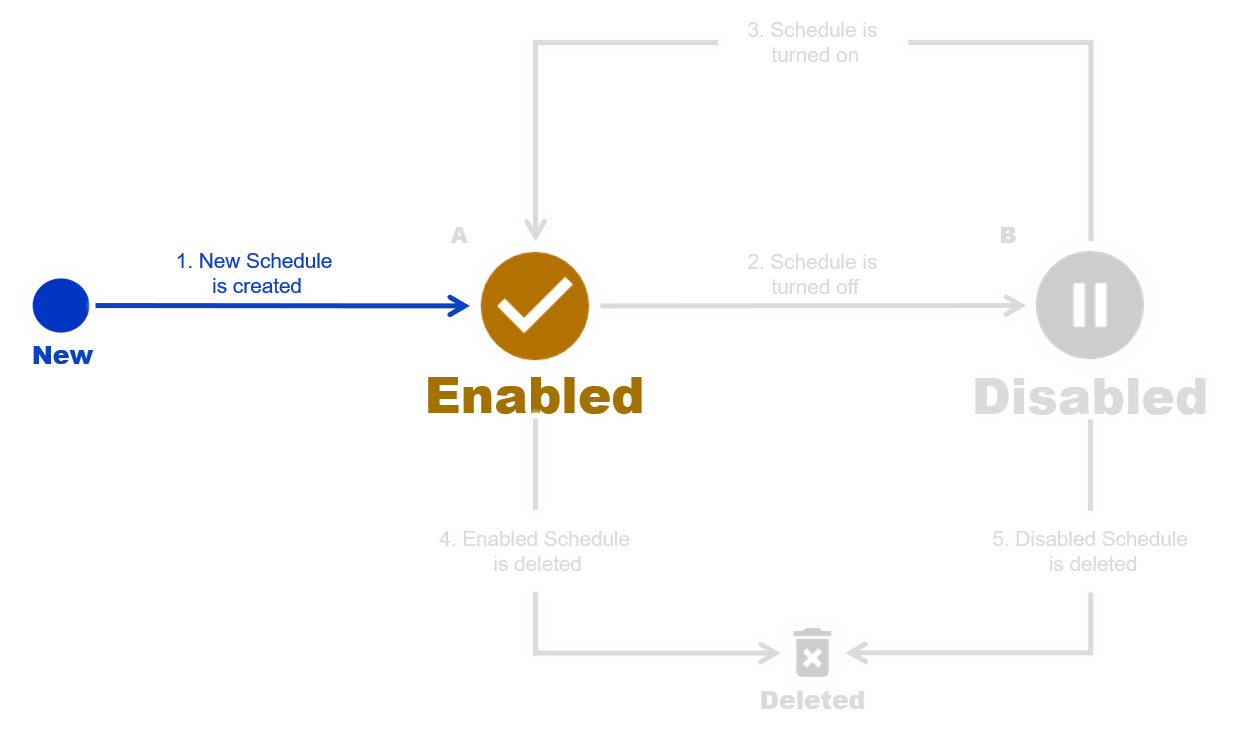 3. Schedule is
turned on
A
B
1. New Schedule
is created
2. Schedule is
turned off
New
Enabled
Disabled
4. Enabled Schedule
is deleted
5. Disabled Schedule
is deleted
Deleted